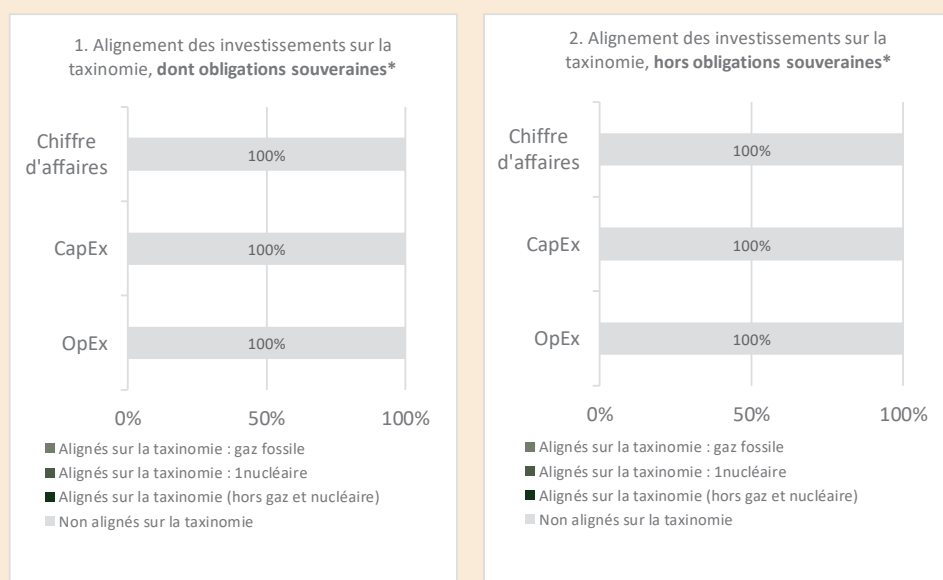 1. Alignement des investissements sur la
taxinomie, dont obligations souveraines*
Chiffre
d'affaires
100%
CapEx
100%
OpEx
100%
0%
50%
100%
Alignés sur la taxinomie : gaz fossile
Alignés sur la taxinomie : 1nucléaire
Alignés sur la taxinomie (hors gaz et nucléaire)
Non alignés sur la taxinomie
2. Alignement des investissements sur la
taxinomie, hors obligations souveraines*
Chiffre
d'affaires
100%
CapEx
100%
OpEx
100%
0%
50%
100%
Alignés sur la taxinomie : gaz fossile
Alignés sur la taxinomie : 1nucléaire
Alignés sur la taxinomie (hors gaz et nucléaire)
Non alignés sur la taxinomie